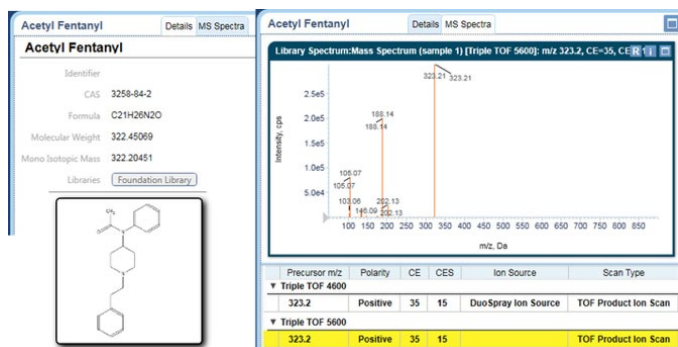 Acetyl Fentanyl Details MS Spectra
Acetyl Fentanyl
Identifier
CAS 3258-84-2
Formula C21H26N2O
Molecular Weight 322.45069
Mono Isotopic Mass 322.20451
Libraries Foundation Library
CH3
N
N
Acetyl Fentanyl Details MS Spectra
Library Spectrum:Mass Spectrum (sample 1) [Triple TOF 5600]: m/z 323.2, CE=35, CE R i
Intensity, cps
2.5e5
2.0e5
1.5e5
1.0e5
5.0e4
323.21 323.21
188.14
188.14
105.07
105.07
103.06
146.09
202.13
202.13
100 150 200 250 300 350 400 450 500 550 600 650 700 750 800 850
m/z, Da
Precursor m/z Polarity CE CES Ion Source Scan Type
▼ Triple TOF 4600
323.2 Positive 35 15 DuoSpray Ion Source TOF Product Ion Scan
▼ Triple TOF 5600
323.2 Positive 35 15 TOF Product Ion Scan